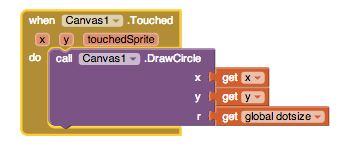 when Canvas1 .Touched
x y touchedSprite
do call Canvas1 .DrawCircle
x get x
y get y
r get global dotsize